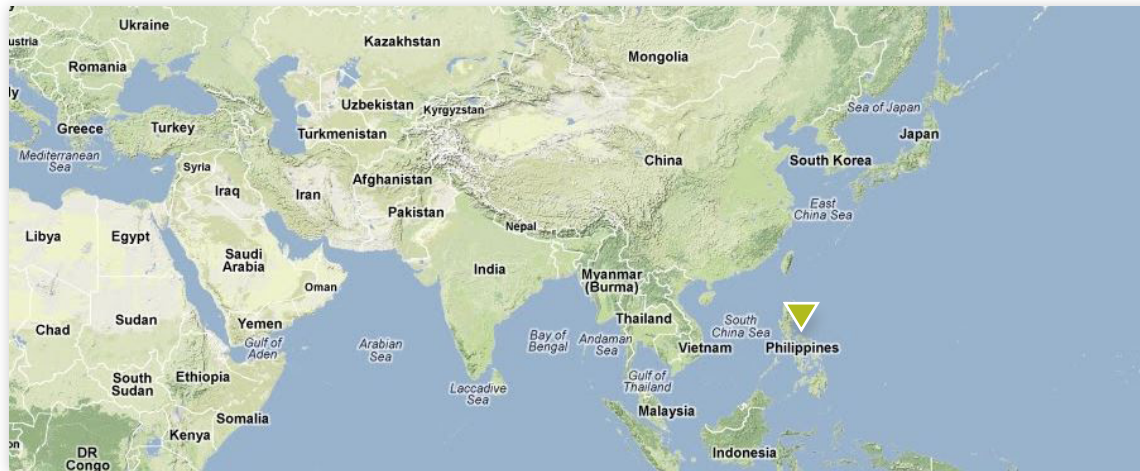 Ukraine
ustria
Kazakhstan
Mongolia
Romania
ly
Uzbekistan
Kyrgyzstan
Sea of Japan
Greece
Turkey
Turkmenistan
Japan
Mediterranean
Sea
Syria
China
South Korea
Iraq
Iran
Afghanistan
Pakistan
East
China Sea
Nepal
Libya
Egypt
Saudi
Arabia
India
Myanmar
(Burma)
Oman
Chad
Sudan
Yemen
Thailand
South
China Sea
Gulf of
Aden
Arabian
Sea
Bay of
Bengal
Andaman
Sea
Vietnam
Philippines
South
Sudan
Ethiopia
Laccadive
Sea
Gulf of
Thailand
Somalia
Malaysia
Kenya
on
DR
Congo
Indonesia